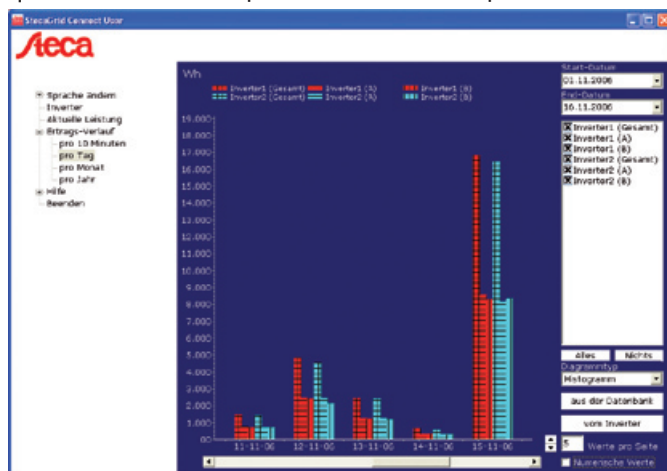 StecaGrid Connect User
Steca
Sprache ändern
Inverter
Aktuelle Leistung
Ertrags-Verlauf
pro 10 Minuten
pro Tag
pro Monat
pro Jahr
Hilfe
Beenden
Wh
Inverter1 (Gesamt) Inverter1 (A) Inverter1 (B)
Inverter2 (Gesamt) Inverter2 (A) Inverter2 (B)
19.000
18.000
17.000
16.000
15.000
14.000
13.000
12.000
11.000
10.000
9.000
8.000
7.000
6.000
5.000
4.000
3.000
2.000
1.000
00
11-11-06 12-11-06 13-11-06 14-11-06 15-11-06
Start-Datum
01.11.2006
End-Datum
16.11.2006
Inverter1 (Gesamt)
Inverter1 (A)
Inverter1 (B)
Inverter2 (Gesamt)
Inverter2 (A)
Inverter2 (B)
Alles Nichts
Diagrammtyp
Histogramm
aus der Datenbank
vom Inverter
5 Werte pro Seite
Numerische Werte